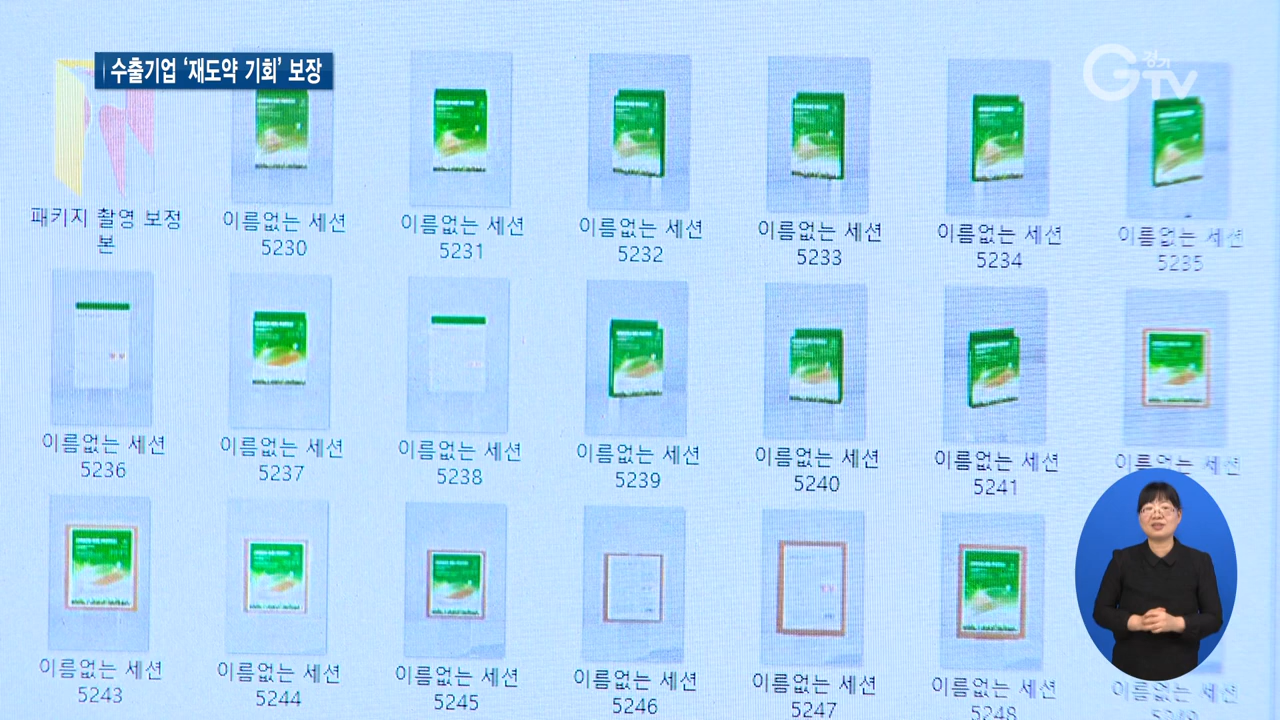 수출기업 '재도약 기회' 보장
경기
GTV
패키지 촬영 보정
본
이름없는 세션
5230
이름없는 세션
5231
이름없는 세션
5232
이름없는 세션
5233
이름없는 세션
5234
이름없는 세션
5235
이름없는 세션
5236
이름없는 세션
5237
이름없는 세션
5238
이름없는 세션
5239
이름없는 세션
5240
이름없는 세션
5241
이름없는 세션
이름없는 세션
5243
이름없는 세션
5244
이름없는 세션
5245
이름없는 세션
5246
이름없는 세션
5247
이름없는 세션
5248
이름없는 세션
5249